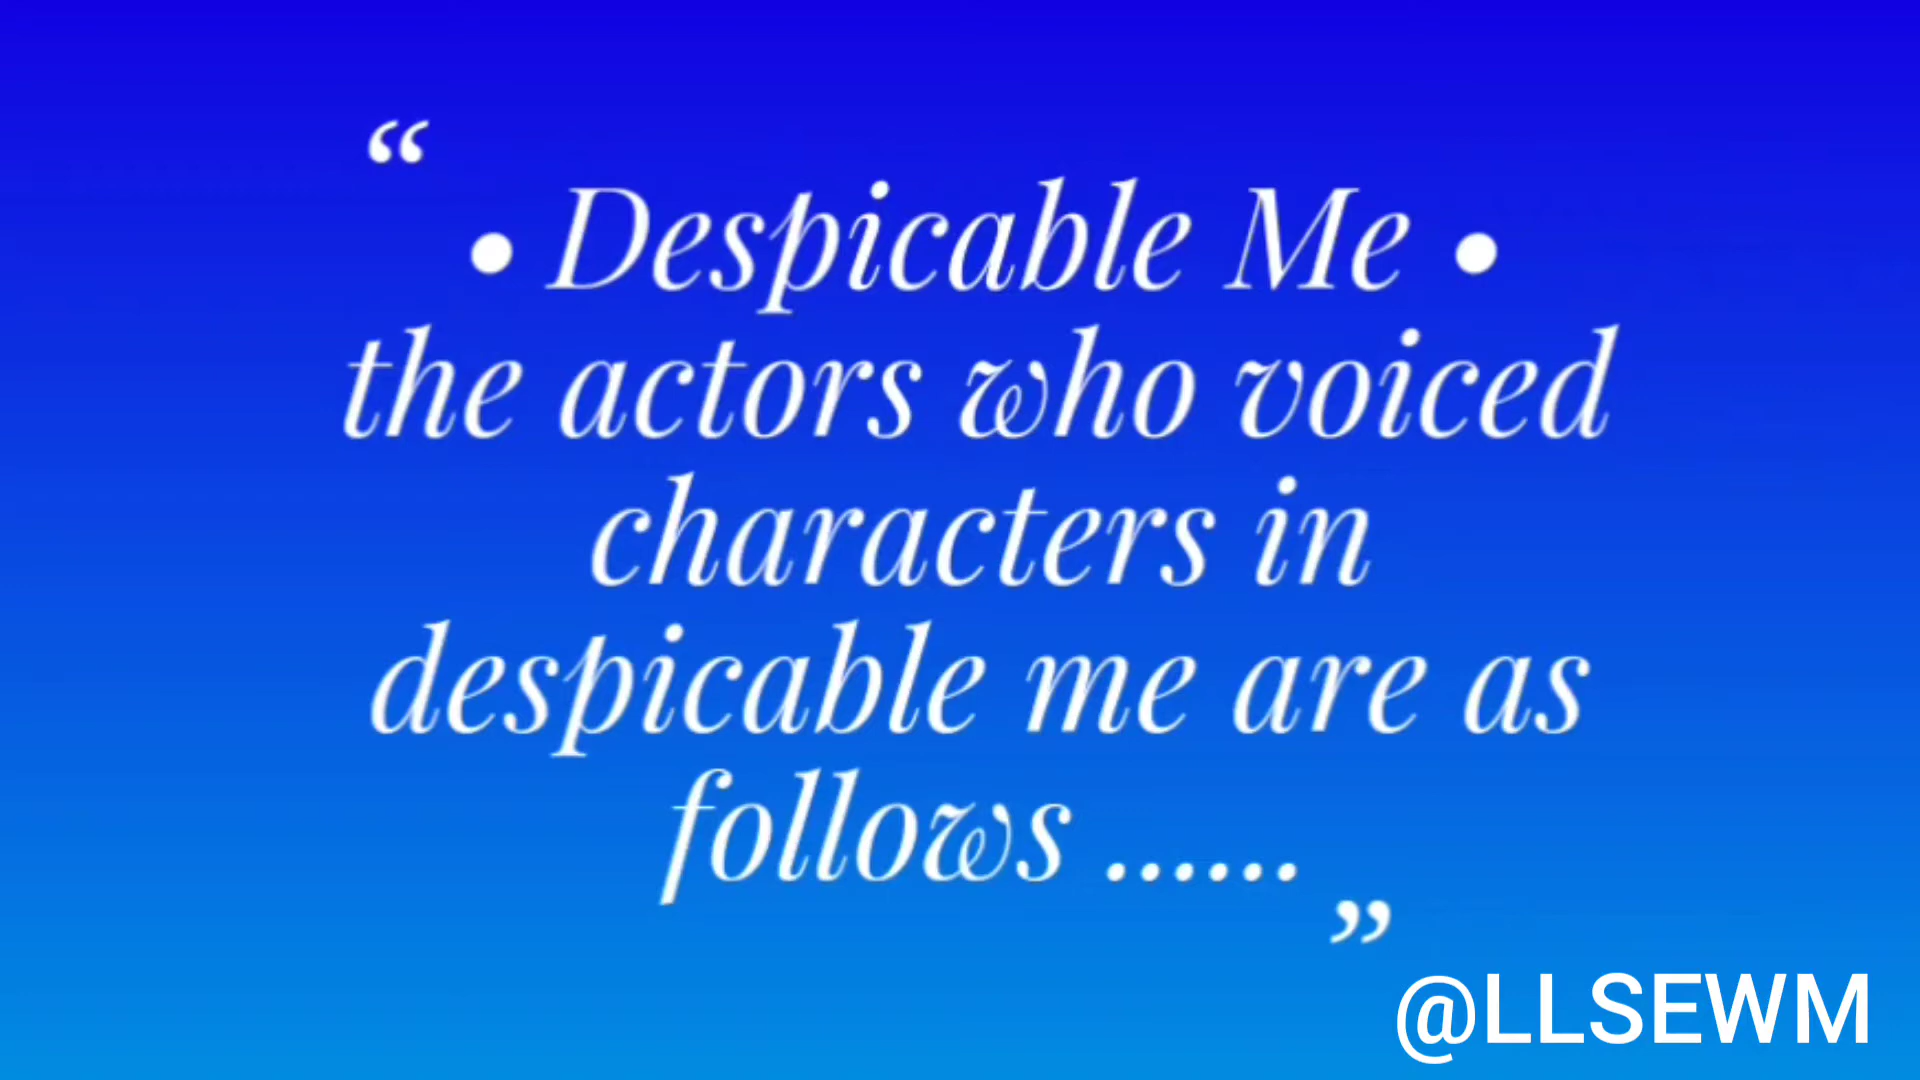 “
• Despicable Me •
the actors who voiced
characters in
despicable me are as
follows ......
”
@LLSEWM